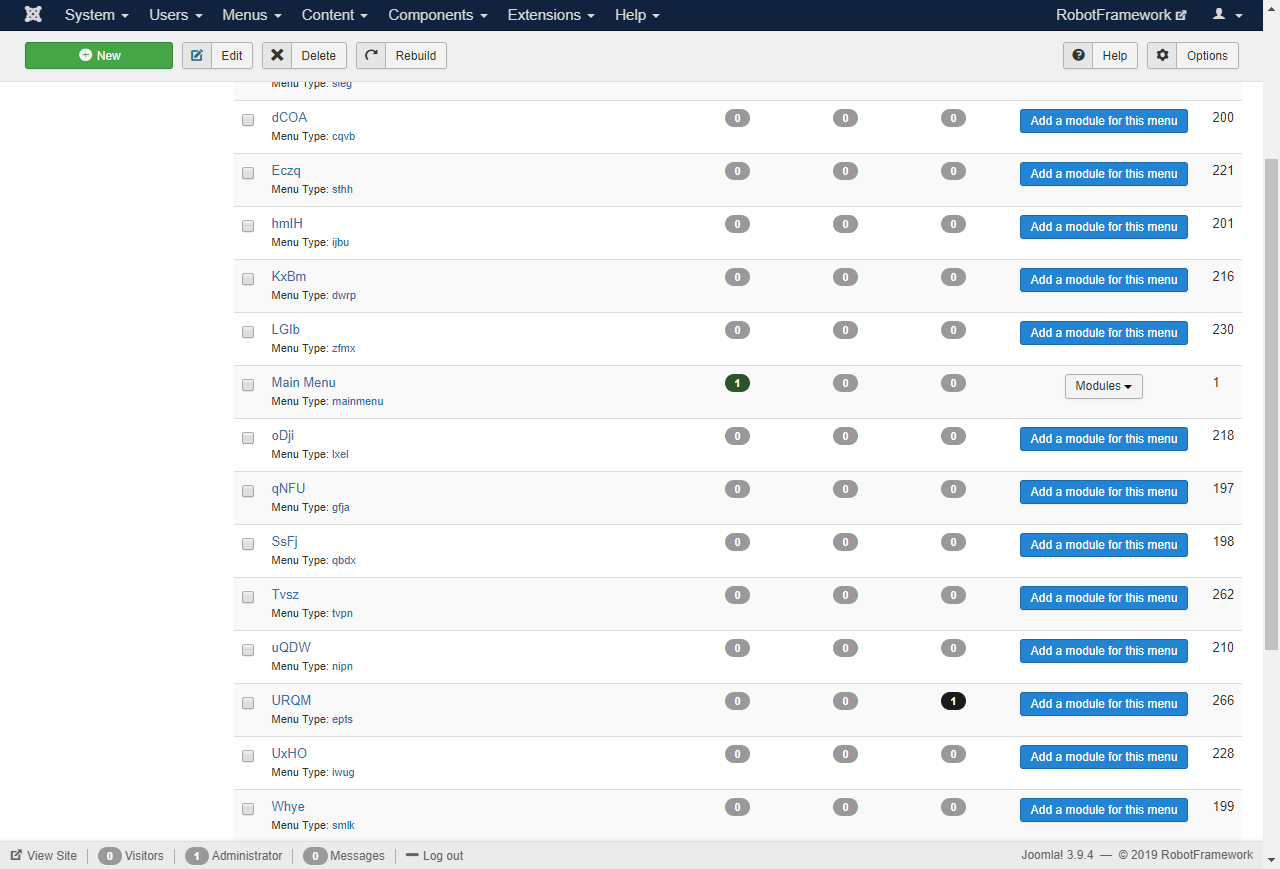 System Users Menus Content Components Extensions Help RobotFramework
New Edit Delete Rebuild Help Options
Menu Type: sieg
dCOA 0 0 0 Add a module for this menu 200
Menu Type: cqvb
Eczq 0 0 0 Add a module for this menu 221
Menu Type: sthh
hmIH 0 0 0 Add a module for this menu 201
Menu Type: ijbu
KxBm 0 0 0 Add a module for this menu 216
Menu Type: dwrp
LGIb 0 0 0 Add a module for this menu 230
Menu Type: zfmx
Main Menu 1 0 0 Modules 1
Menu Type: mainmenu
oDji 0 0 0 Add a module for this menu 218
Menu Type: lxel
qNFU 0 0 0 Add a module for this menu 197
Menu Type: gfja
SsFj 0 0 0 Add a module for this menu 198
Menu Type: qbdx
Tvsz 0 0 0 Add a module for this menu 262
Menu Type: tvpn
uQDW 0 0 0 Add a module for this menu 210
Menu Type: nipn
URQM 0 0 1 Add a module for this menu 266
Menu Type: epts
UxHO 0 0 0 Add a module for this menu 228
Menu Type: iwug
Whye 0 0 0 Add a module for this menu 199
Menu Type: smlk
View Site 0 Visitors 1 Administrator 0 Messages Log out Joomla! 3.9.4 — © 2019 RobotFramework